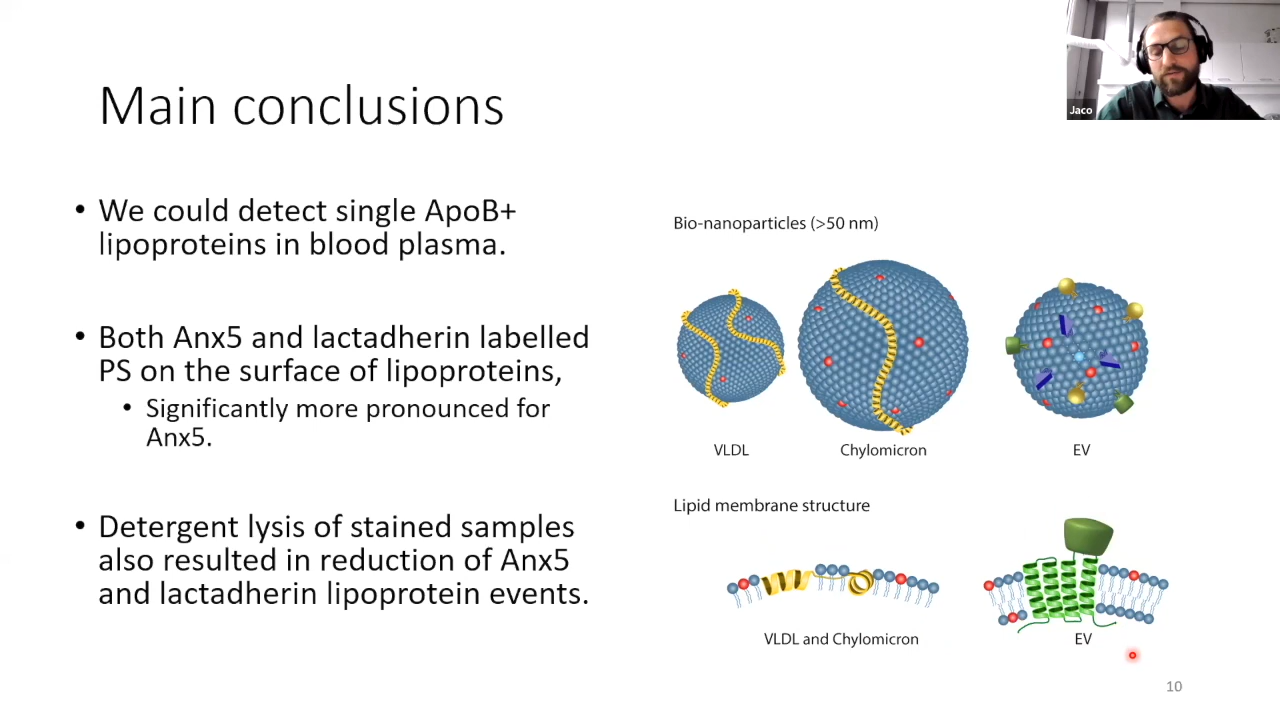 Jaco
Main conclusions
• We could detect single ApoB+
lipoproteins in blood plasma.
• Both Anx5 and lactadherin labelled
PS on the surface of lipoproteins,
• Significantly more pronounced for
Anx5.
• Detergent lysis of stained samples
also resulted in reduction of Anx5
and lactadherin lipoprotein events.
Bio-nanoparticles (>50 nm)
VLDL
Chylomicron
EV
Lipid membrane structure
VLDL and Chylomicron
EV
10